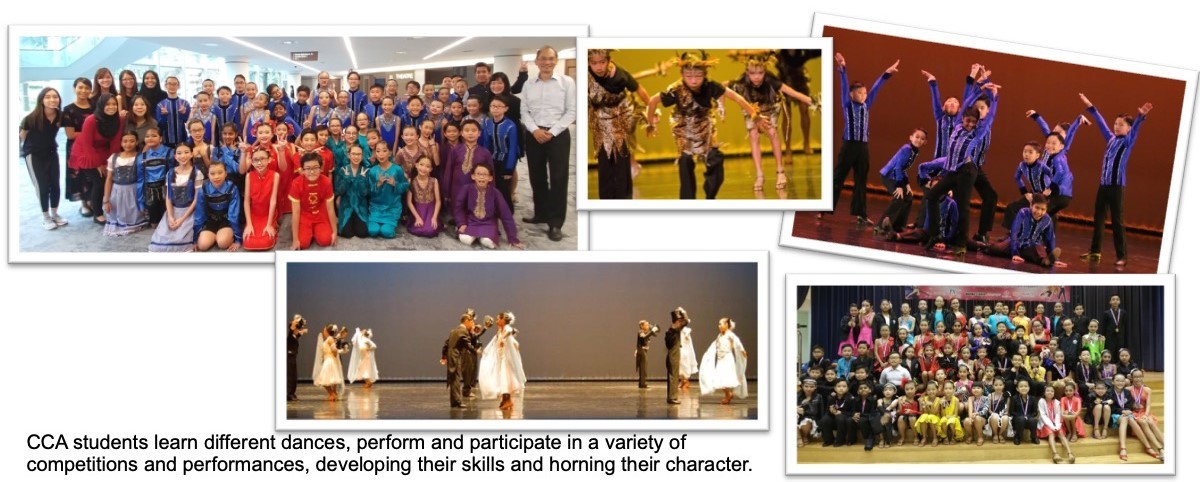 CCA students learn different dances, perform and participate in a variety of
competitions and performances, developing their skills and horning their character.